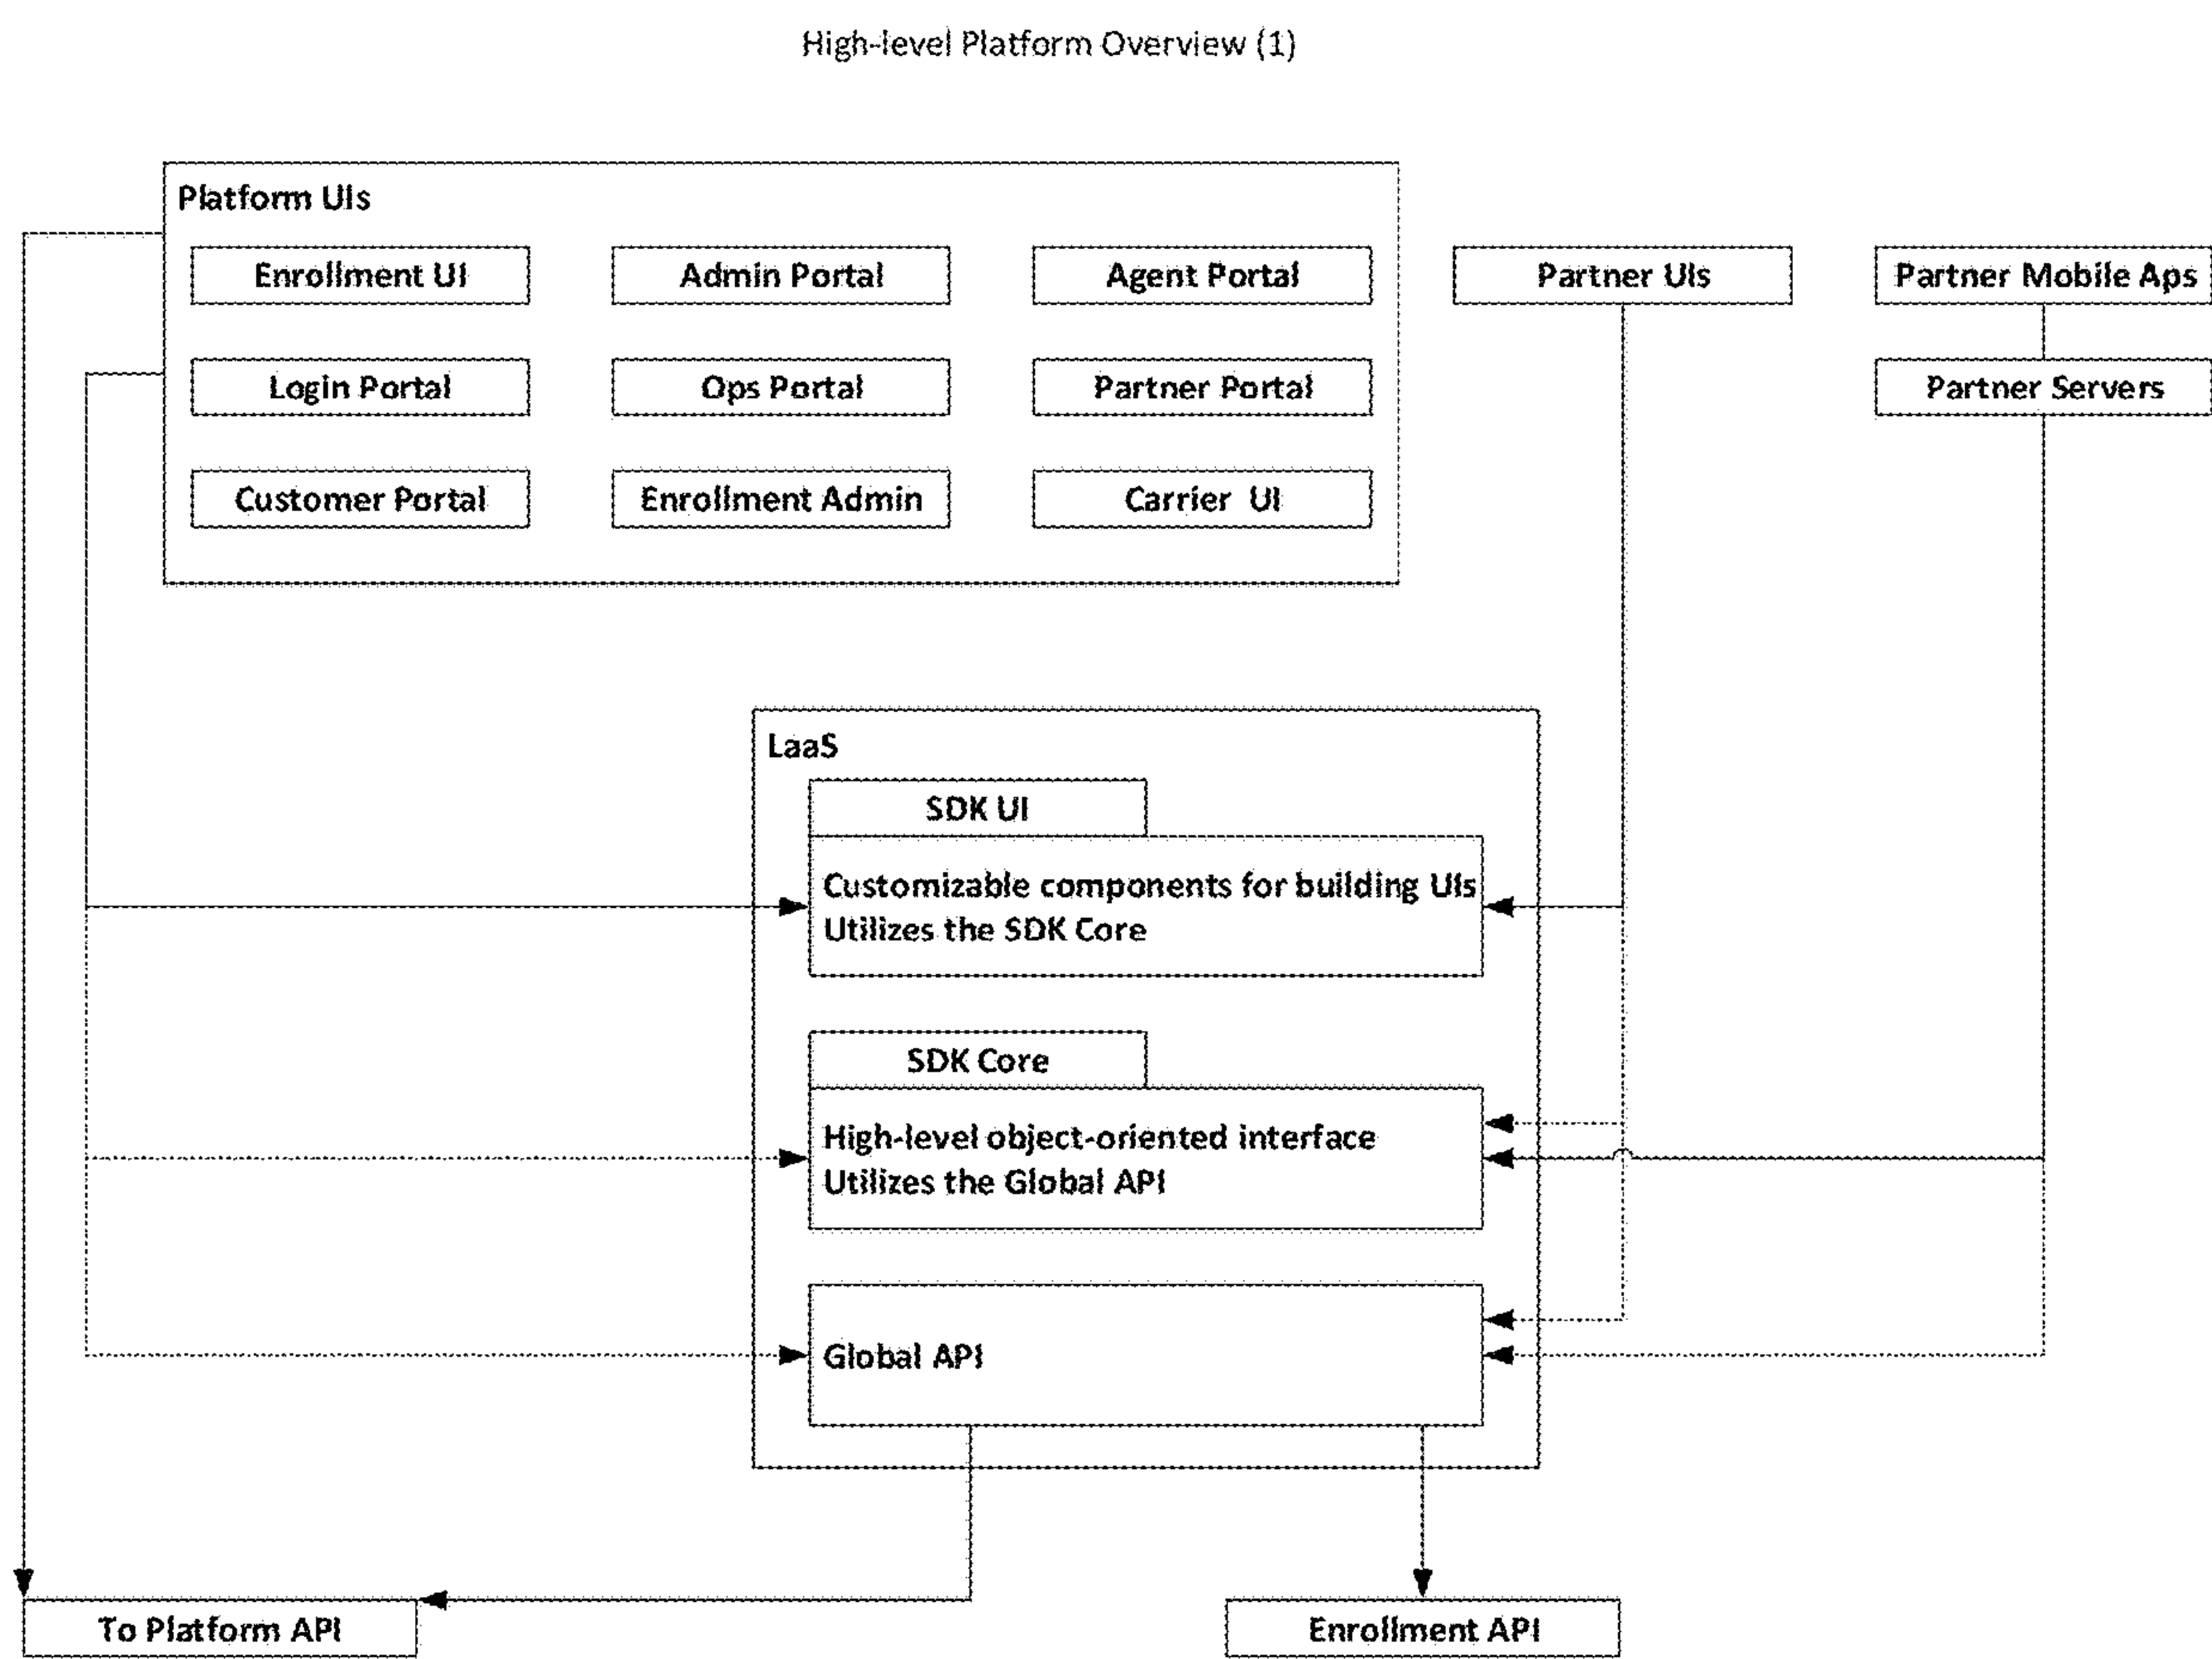 High-level Platform Overview (1)
Platform UIs
Enrollment UI
Admin Portal
Agent Portal
Partner UIs
Partner Mobile Aps
Login Portal
Ops Portal
Partner Portal
Partner Servers
Customer Portal
Enrollment Admin
Carrier UI
LaaS
SDK UI
Customizable components for building UIs
Utilizes the SDK Core
SDK Core
High-level object-oriented interface
Utilizes the Global API
Global API
To Platform API
Enrollment API